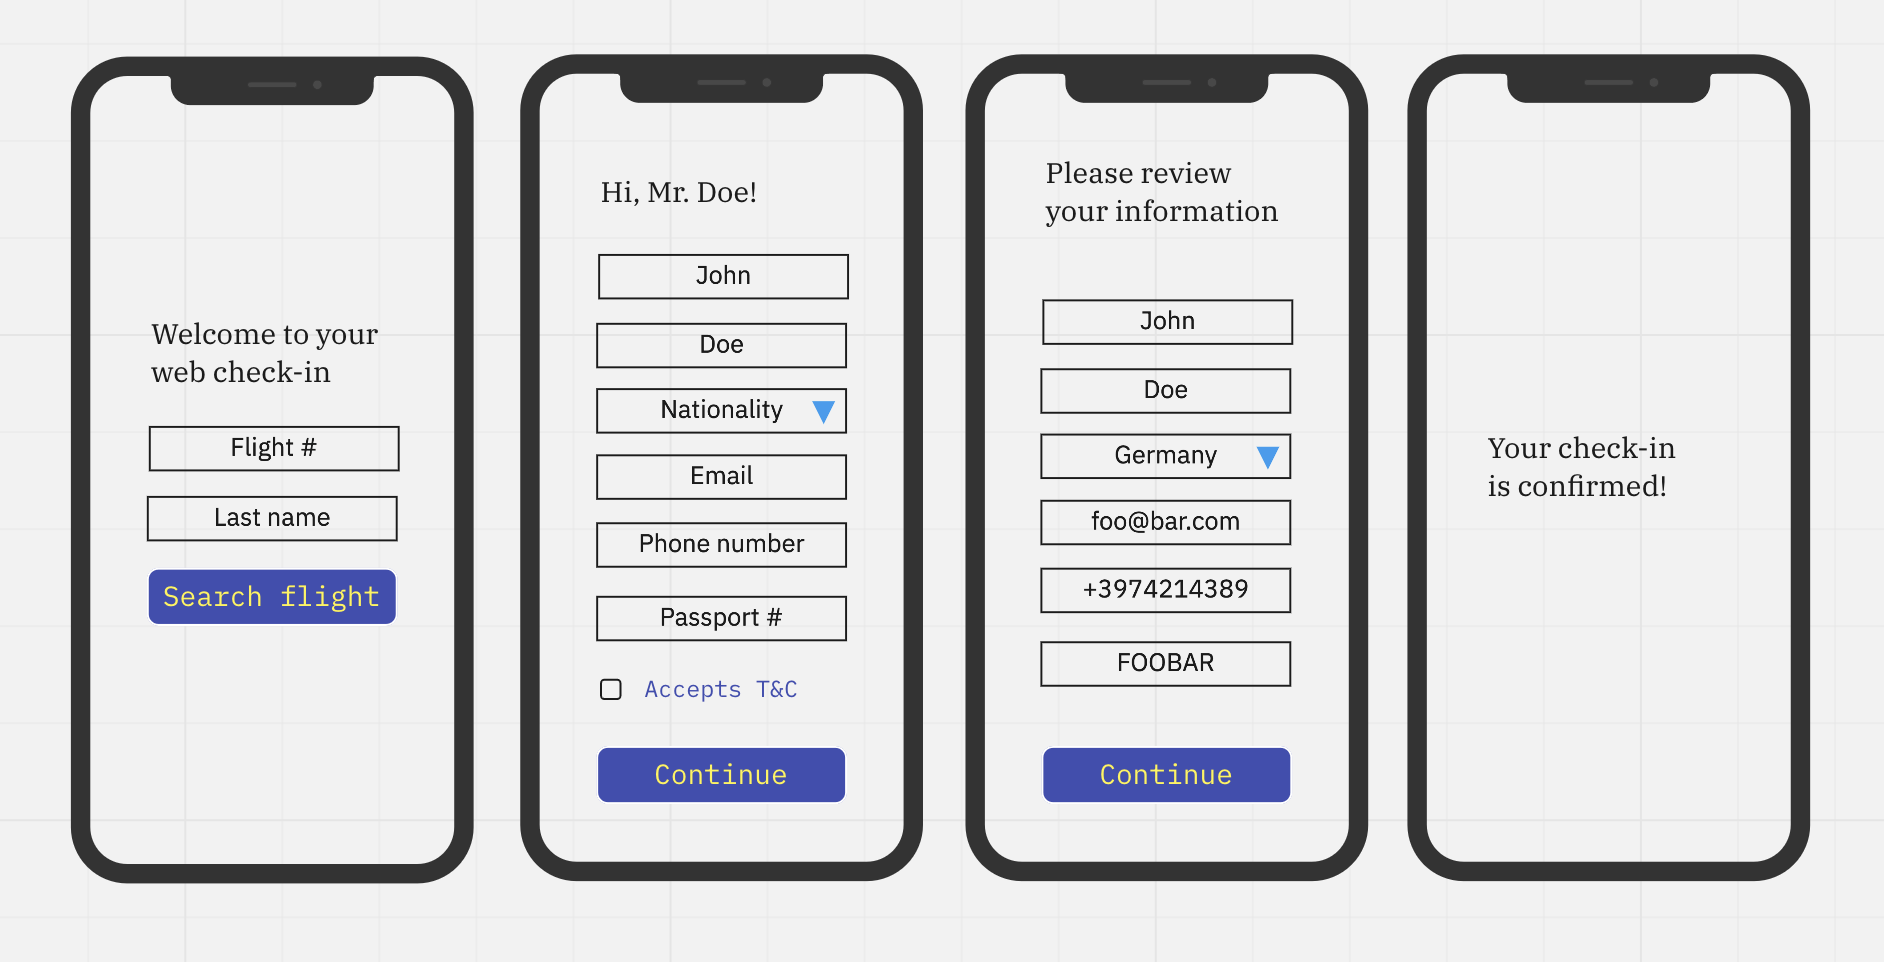 Welcome to your
web check-in
Flight #
Last name
Search flight
Hi, Mr. Doe!
John
Doe
Nationality
Email
Phone number
Passport #
Accepts T&C
Continue
Please review
your information
John
Doe
Germany
foo@bar.com
+3974214389
FOOBAR
Continue
Your check-in
is confirmed!